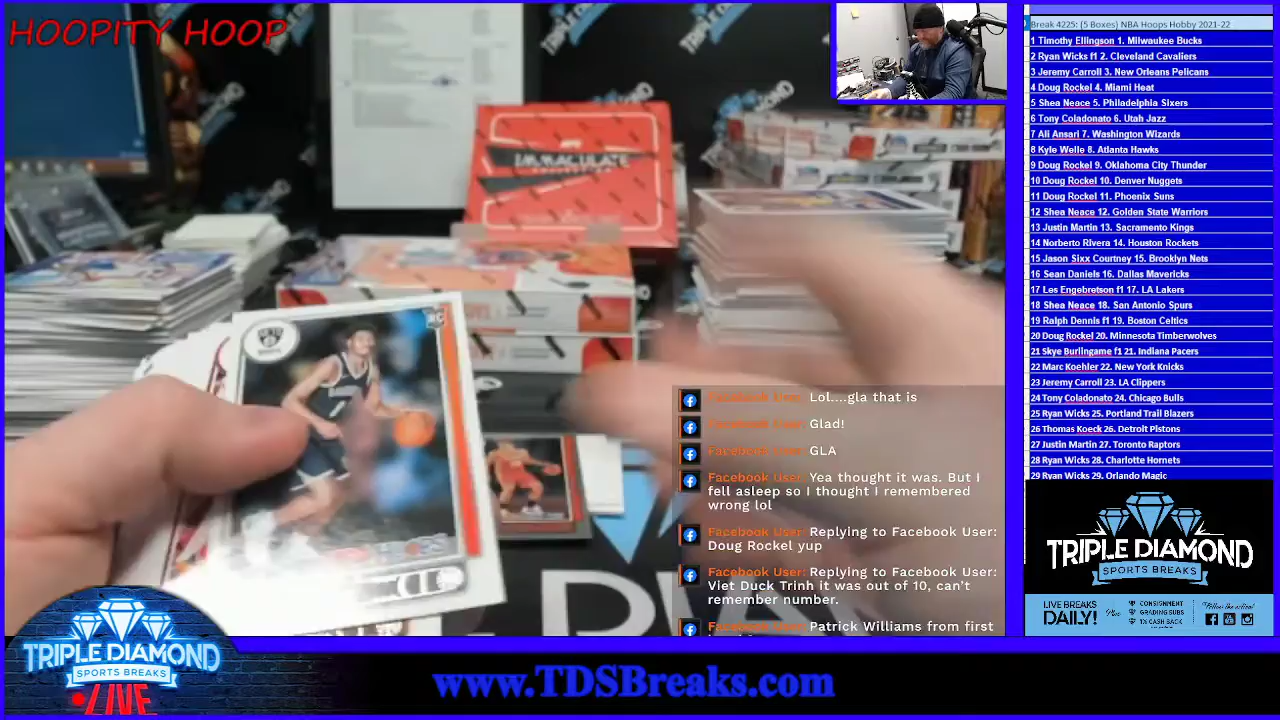 HOOPITY HOOP
TRIPLE DIAMOND
IMMACULATE
COLLECTION
RC
Lol....gla that is
Facebook User: Glad!
Facebook User: GLA
Facebook User: Yea thought it was. But I
fell asleep so I thought I remembered
wrong lol
Facebook User: Replying to Facebook User:
Doug Rockel yup
Facebook User: Replying to Facebook User:
Viet Duck Trinh it was out of 10, can't
remember number.
Facebook User: Patrick Williams from first
Break 4225: (5 Boxes) NBA Hoops Hobby 2021-22
1 Timothy Ellingson 1. Milwaukee Bucks
2 Ryan Wicks f1 2. Cleveland Cavaliers
3 Jeremy Carroll 3. New Orleans Pelicans
4 Doug Rockel 4. Miami Heat
5 Shea Neace 5. Philadelphia Sixers
6 Tony Coladonato 6. Utah Jazz
7 Ali Ansari 7. Washington Wizards
8 Kyle Welle 8. Atlanta Hawks
9 Doug Rockel 9. Oklahoma City Thunder
10 Doug Rockel 10. Denver Nuggets
11 Doug Rockel 11. Phoenix Suns
12 Shea Neace 12. Golden State Warriors
13 Justin Martin 13. Sacramento Kings
14 Norberto Rivera 14. Houston Rockets
15 Jason Sixx Courtney 15. Brooklyn Nets
16 Sean Daniels 16. Dallas Mavericks
17 Les Engebretson f1 17. LA Lakers
18 Shea Neace 18. San Antonio Spurs
19 Ralph Dennis f1 19. Boston Celtics
20 Doug Rockel 20. Minnesota Timberwolves
21 Skye Burlingame f1 21. Indiana Pacers
22 Marc Koehler 22. New York Knicks
23 Jeremy Carroll 23. LA Clippers
24 Tony Coladonato 24. Chicago Bulls
25 Ryan Wicks 25. Portland Trail Blazers
26 Thomas Koeck 26. Detroit Pistons
27 Justin Martin 27. Toronto Raptors
28 Ryan Wicks 28. Charlotte Hornets
29 Ryan Wicks 29. Orlando Magic
TRIPLE DIAMOND
SPORTS BREAKS
LIVE BREAKS
DAILY!
Plus
CONSIGNMENT
GRADING SUBS
1% CASH BACK
Follow the action!
TRIPLE DIAMOND
SPORTS BREAKS
LIVE
www.TDSBreaks.com